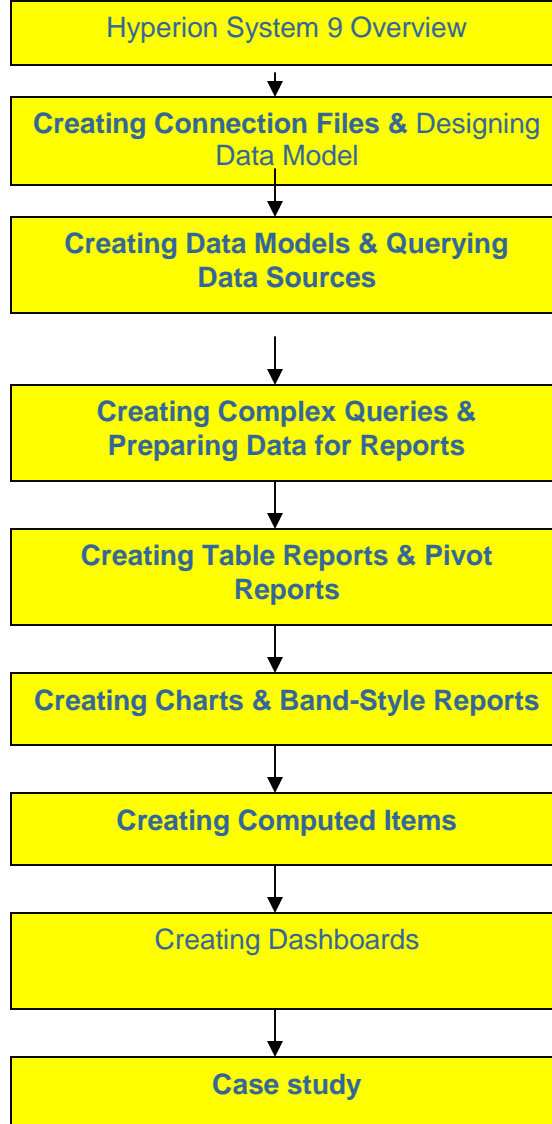 Hyperion System 9 Overview
Creating Connection Files & Designing
Data Model
Creating Data Models & Querying
Data Sources
Creating Complex Queries &
Preparing Data for Reports
Creating Table Reports & Pivot
Reports
Creating Charts & Band-Style Reports
Creating Computed Items
Creating Dashboards
Case study